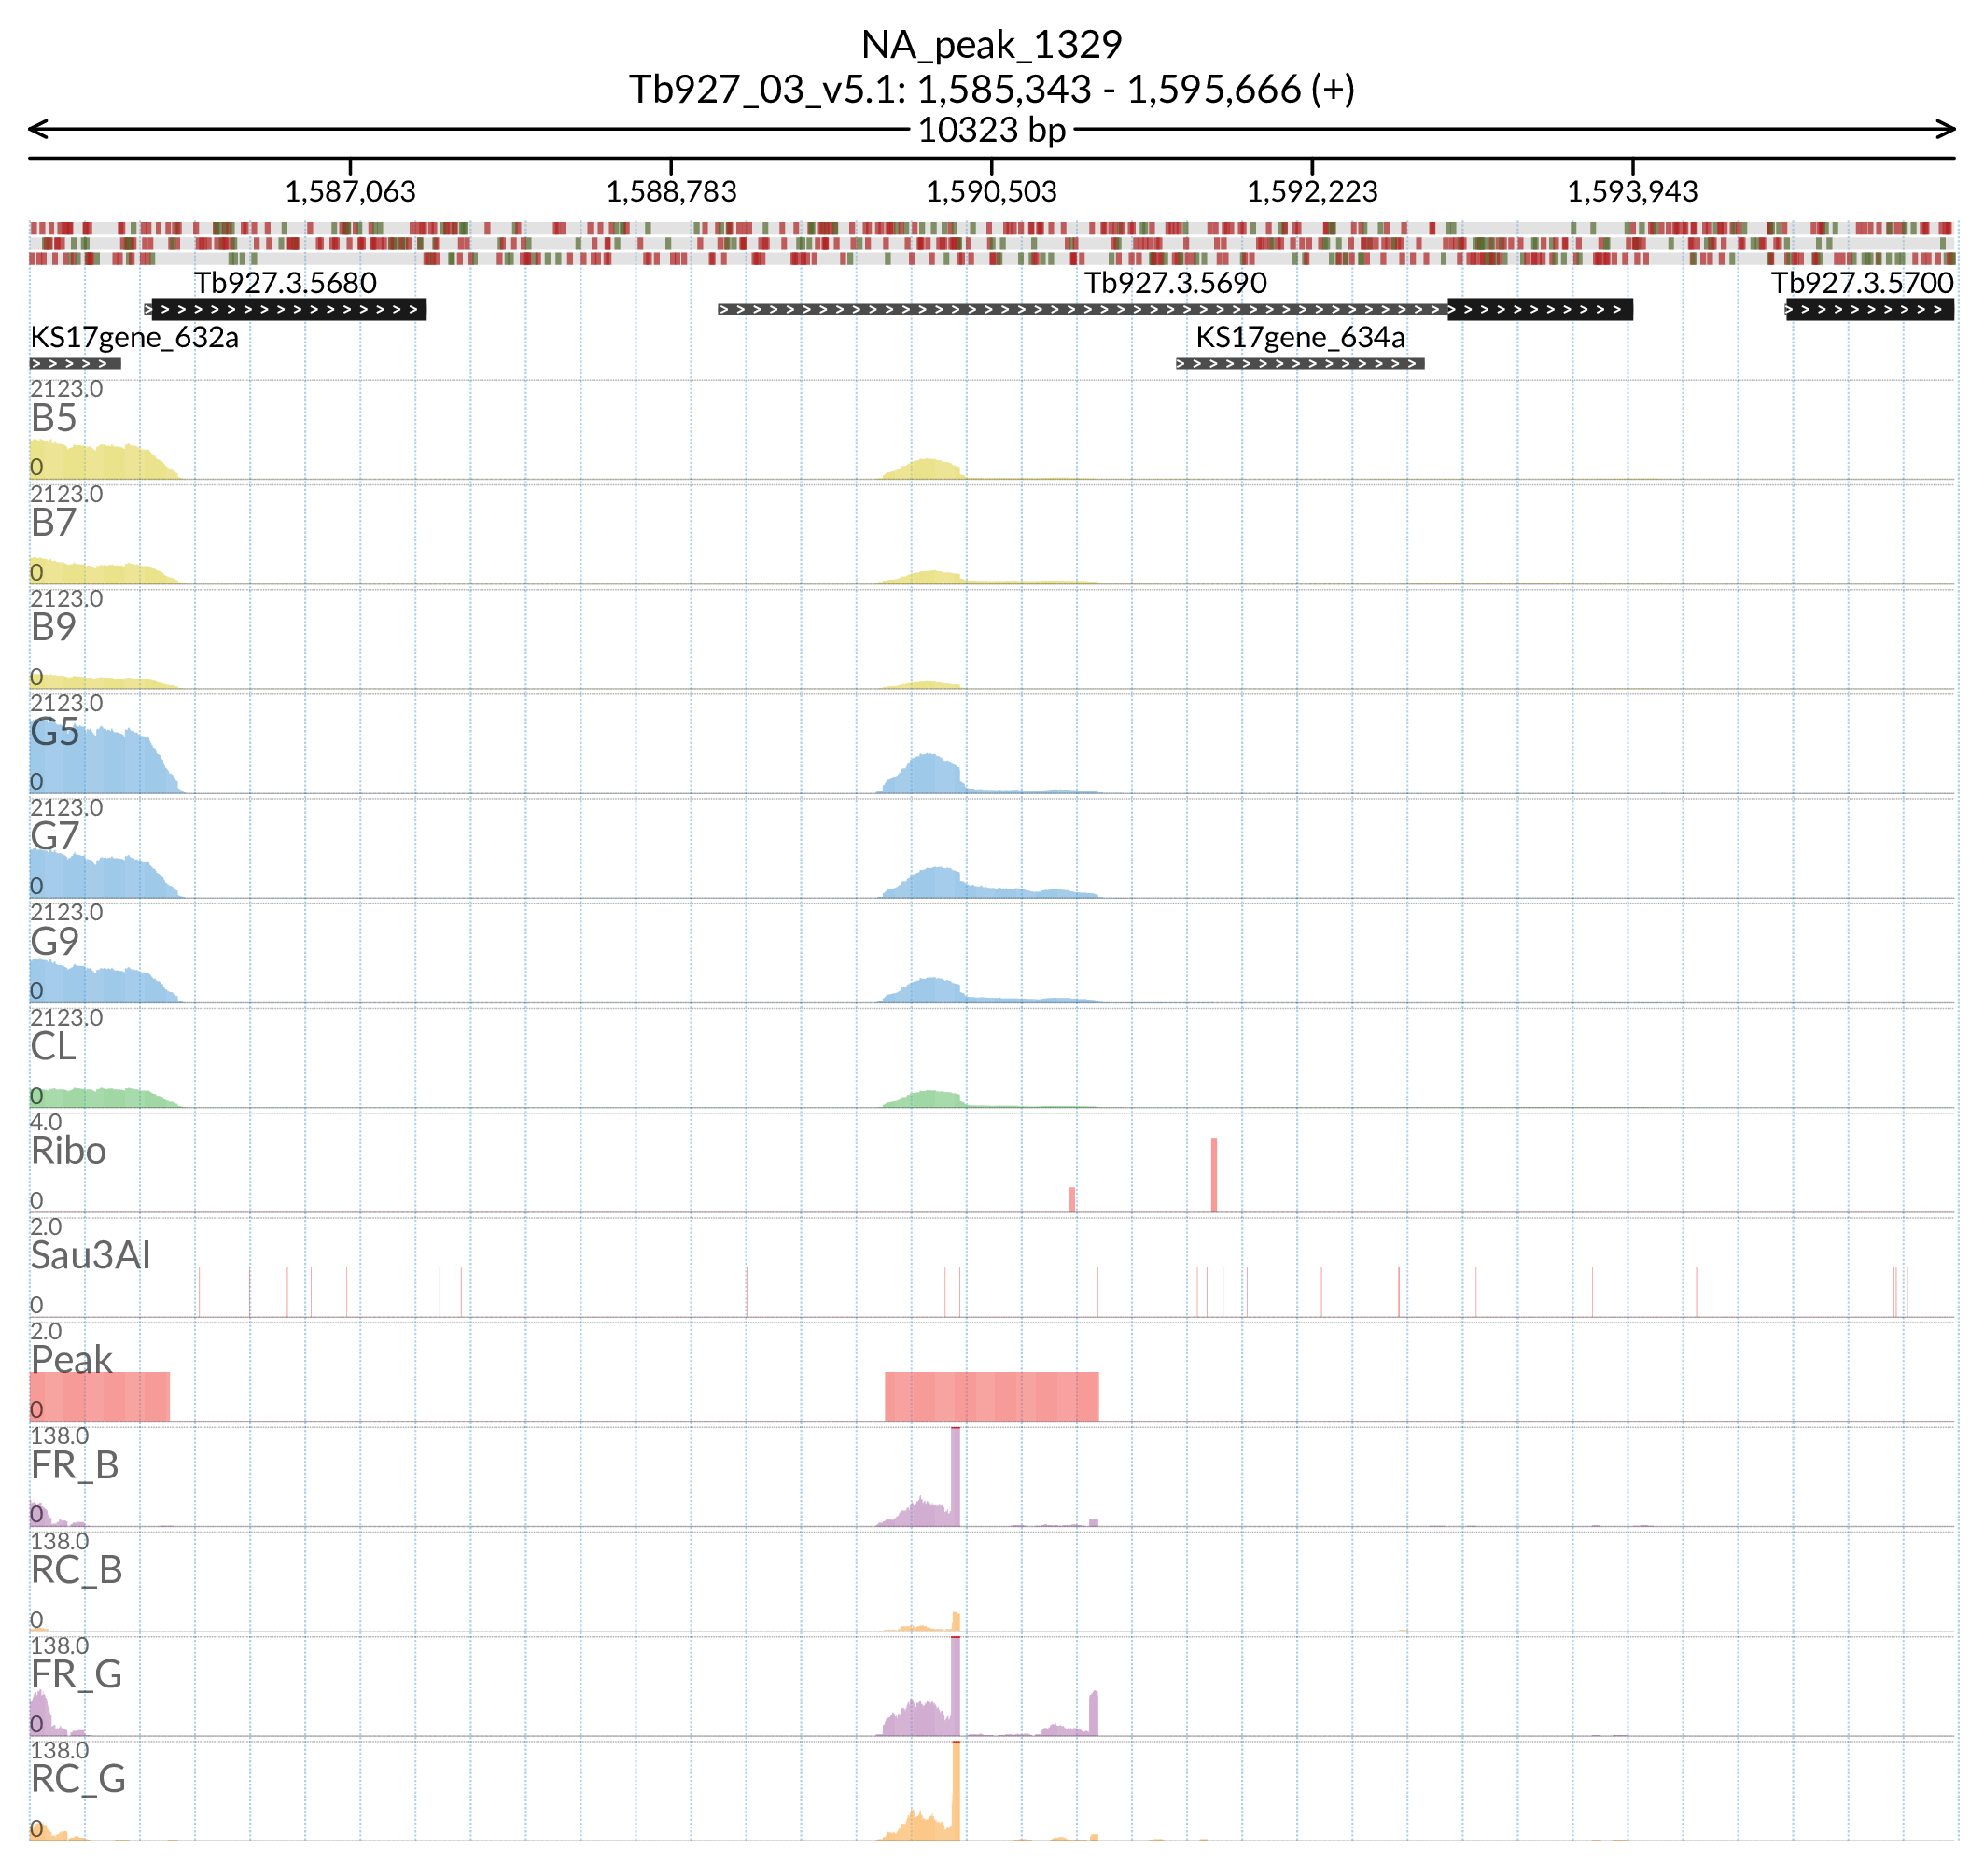 NA_peak_1329
Tb927_03_v5.1: 1,585,343 - 1,595,666 (+)
10323 bp
1,587,063 1,588,783 1,590,503 1,592,223 1,593,943
Tb927.3.5680 Tb927.3.5690 Tb927.3.5700
KS17gene_632a KS17gene_634a
2123.0
B5
0
2123.0
B7
0
2123.0
B9
0
2123.0
G5
0
2123.0
G7
0
2123.0
G9
0
2123.0
CL
0
4.0
Ribo
0
2.0
Sau3AI
0
2.0
Peak
0
138.0
FR_B
0
138.0
RC_B
0
138.0
FR_G
0
138.0
RC_G
0